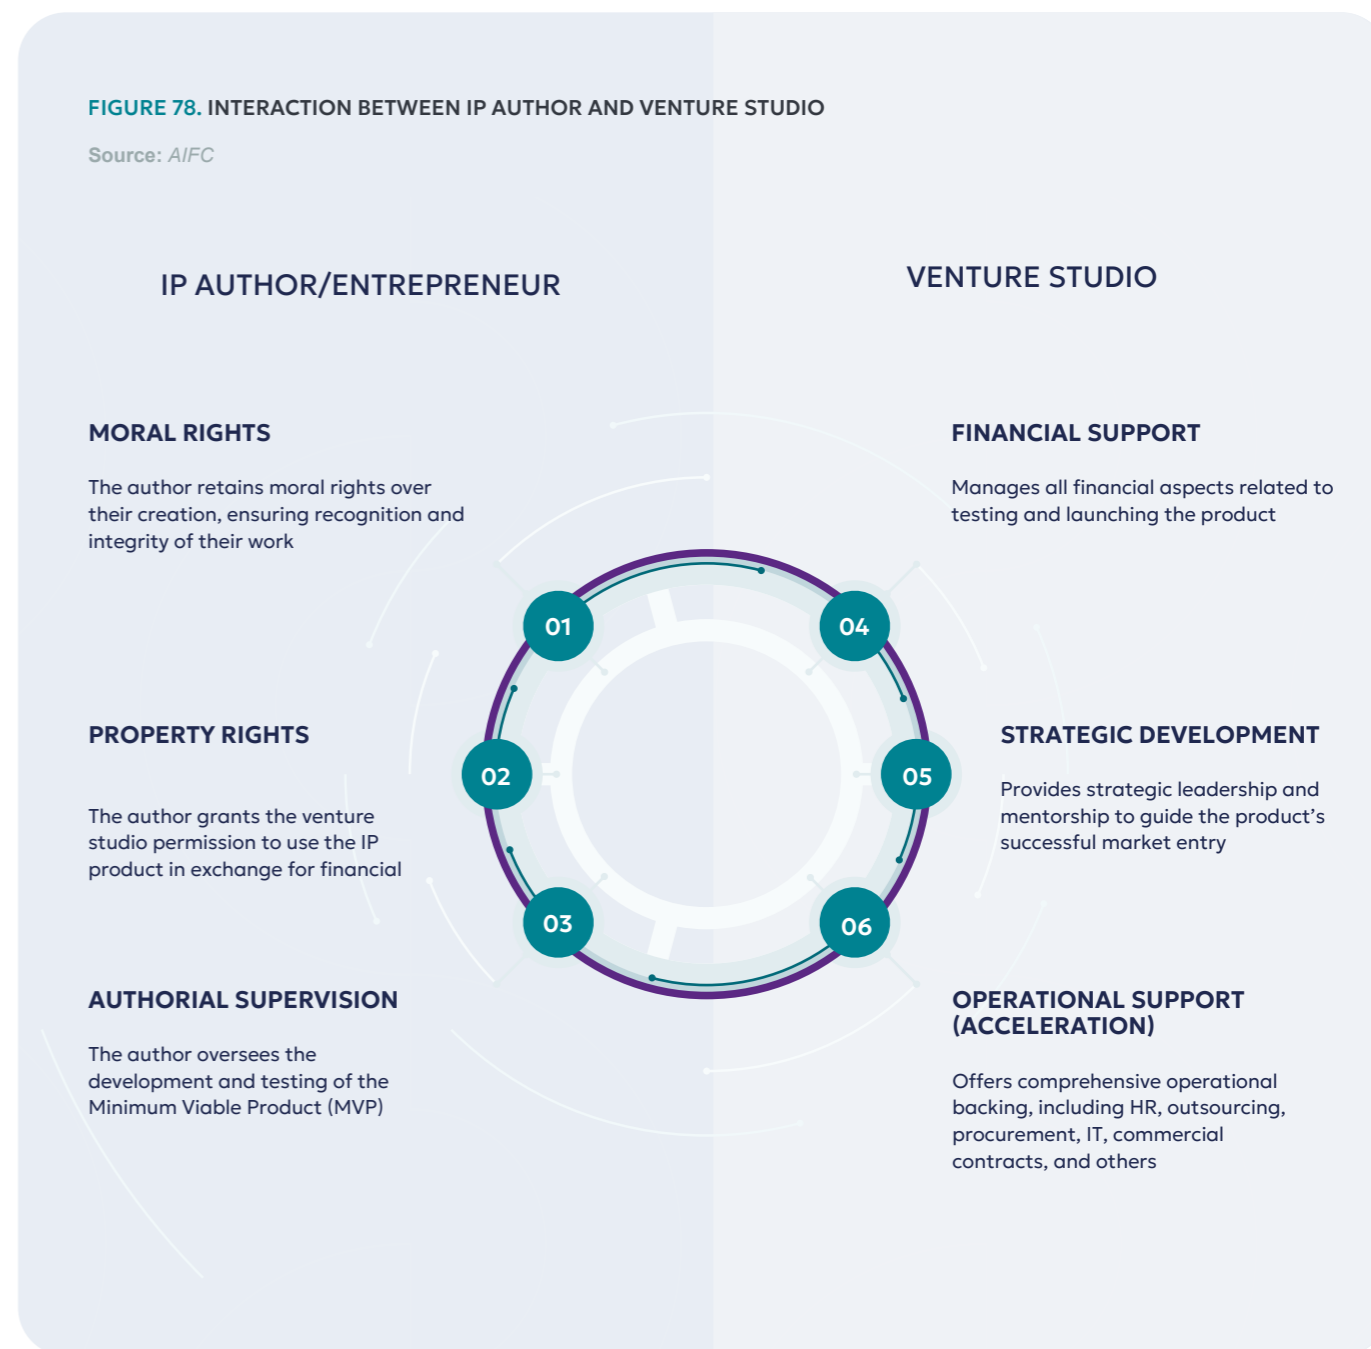 FIGURE 78. INTERACTION BETWEEN IP AUTHOR AND VENTURE STUDIO
Source: AIFC
IP AUTHOR/ENTREPRENEUR
MORAL RIGHTS
The author retains moral rights over
their creation, ensuring recognition and
integrity of their work
01
PROPERTY RIGHTS
The author grants the venture
studio permission to use the IP
product in exchange for financial
02
AUTHORIAL SUPERVISION
The author oversees the
development and testing of the
Minimum Viable Product (MVP)
03
VENTURE STUDIO
FINANCIAL SUPPORT
Manages all financial aspects related to
testing and launching the product
04
STRATEGIC DEVELOPMENT
Provides strategic leadership and
mentorship to guide the product’s
successful market entry
05
OPERATIONAL SUPPORT
(ACCELERATION)
Offers comprehensive operational
backing, including HR, outsourcing,
procurement, IT, commercial
contracts, and others
06